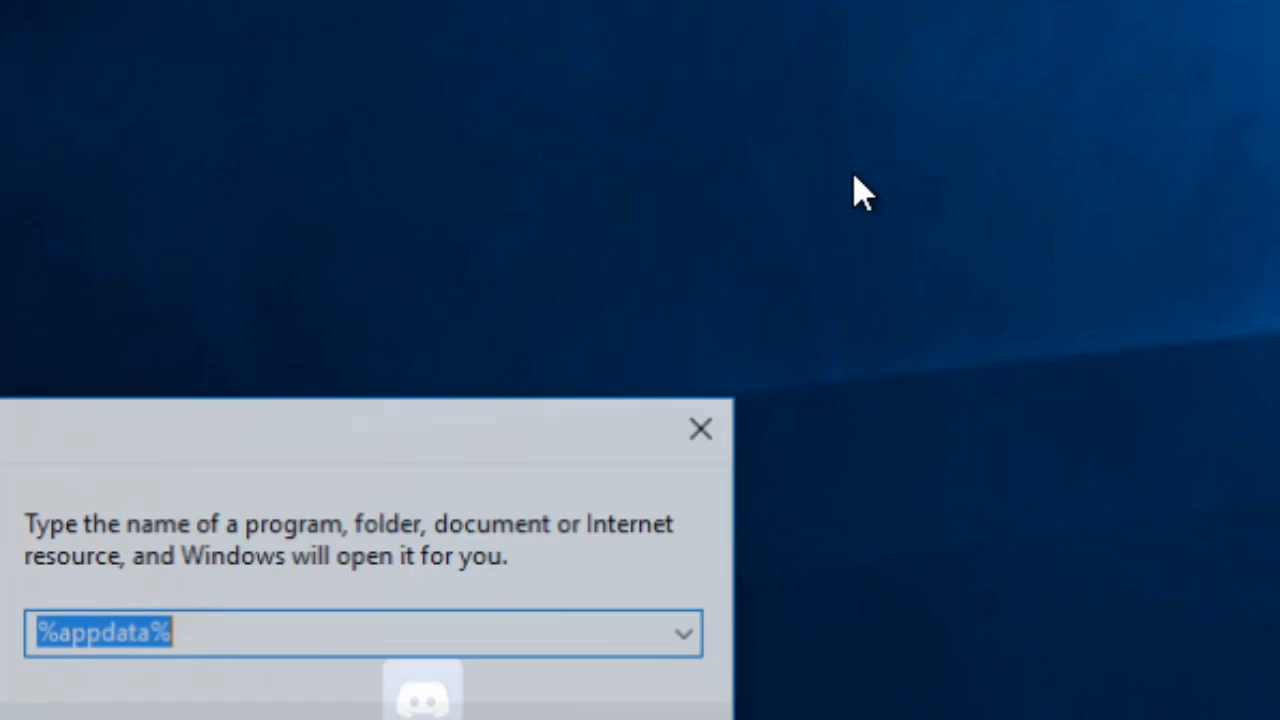 Type the name of a program, folder, document or Internet
resource, and Windows will open it for you.
%appdata%